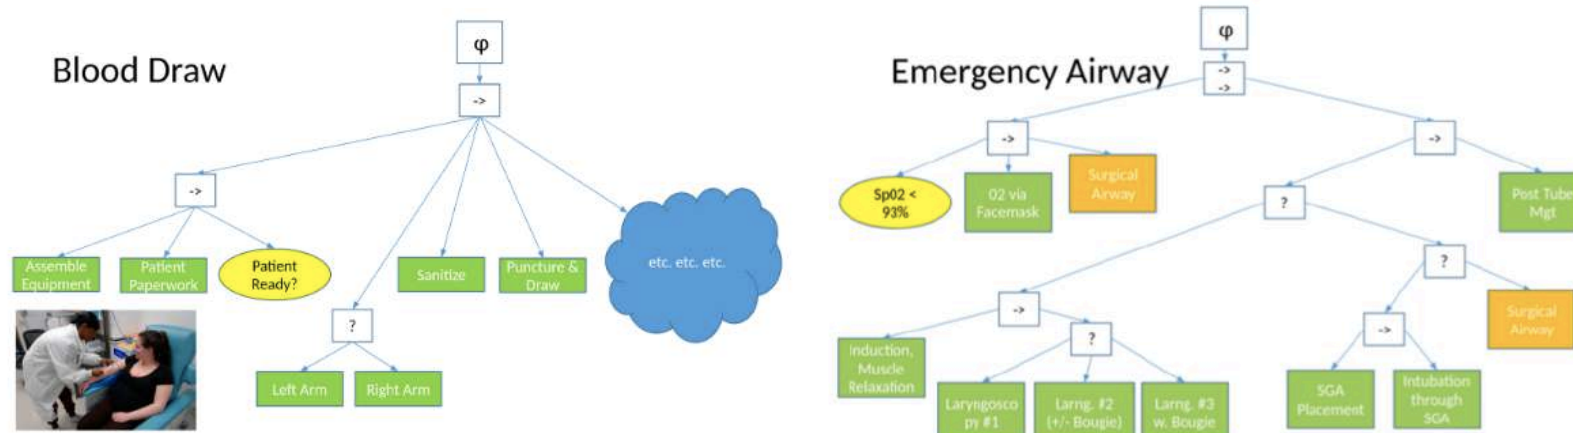 Blood Draw
φ
->
->
Assemble
Equipment
Patient
Paperwork
Patient
Ready?
?
Left Arm
Right Arm
Sanitize
Puncture &
Draw
etc. etc. etc.
Emergency Airway
φ
->
->
->
Sp02 <
93%
02 via
Facemask
Surgical
Airway
->
?
Post Tube
Mgt
->
Induction,
Muscle
Relaxation
?
Laryngosco
py #1
Larng. #2
(+/- Bougie)
Larng. #3
w. Bougie
?
->
SGA
Placement
Intubation
through
SGA
Surgical
Airway